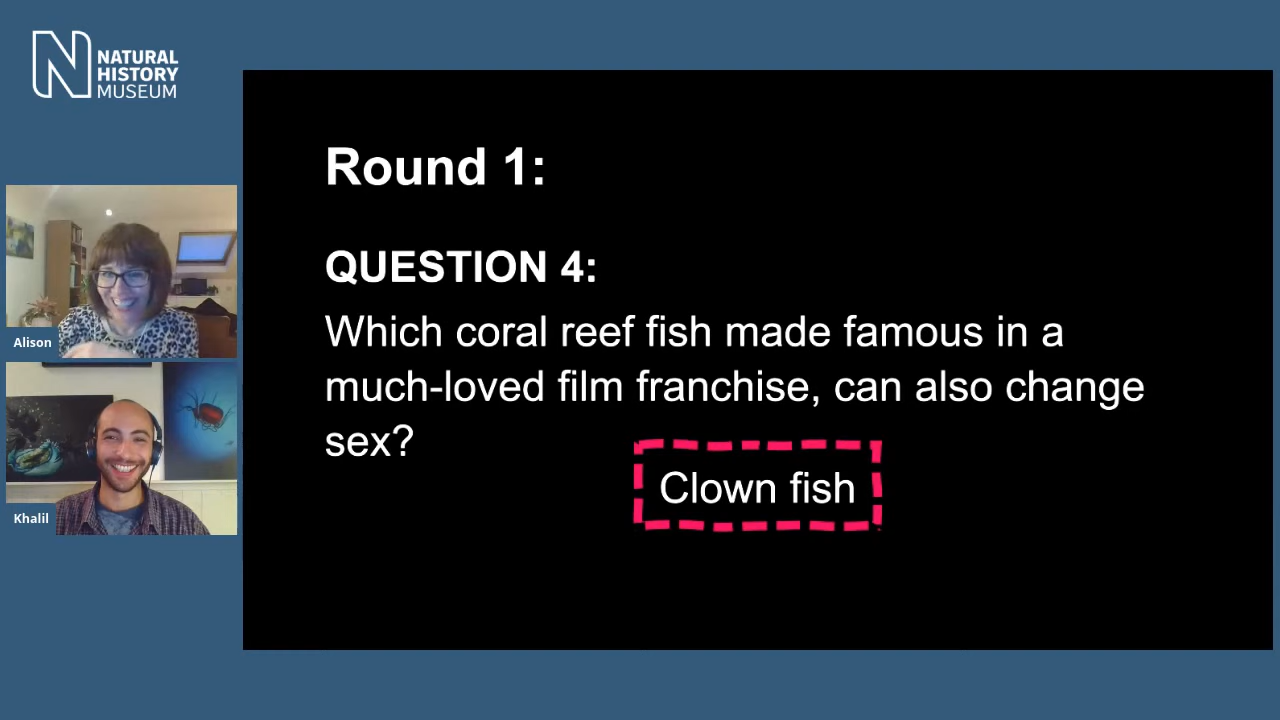 NATURAL
HISTORY
MUSEUM
Round 1:
QUESTION 4:
Which coral reef fish made famous in a
much-loved film franchise, can also change
sex?
Clown fish
Alison
Khalil